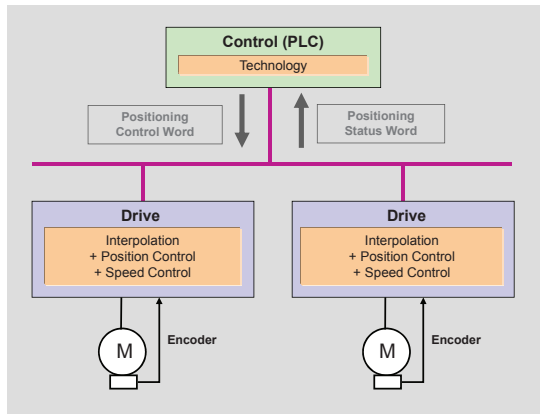 Control (PLC)
Technology
Positioning
Control Word
Positioning
Status Word
Drive
Interpolation
+ Position Control
+ Speed Control
Drive
Interpolation
+ Position Control
+ Speed Control
M
Encoder
M
Encoder